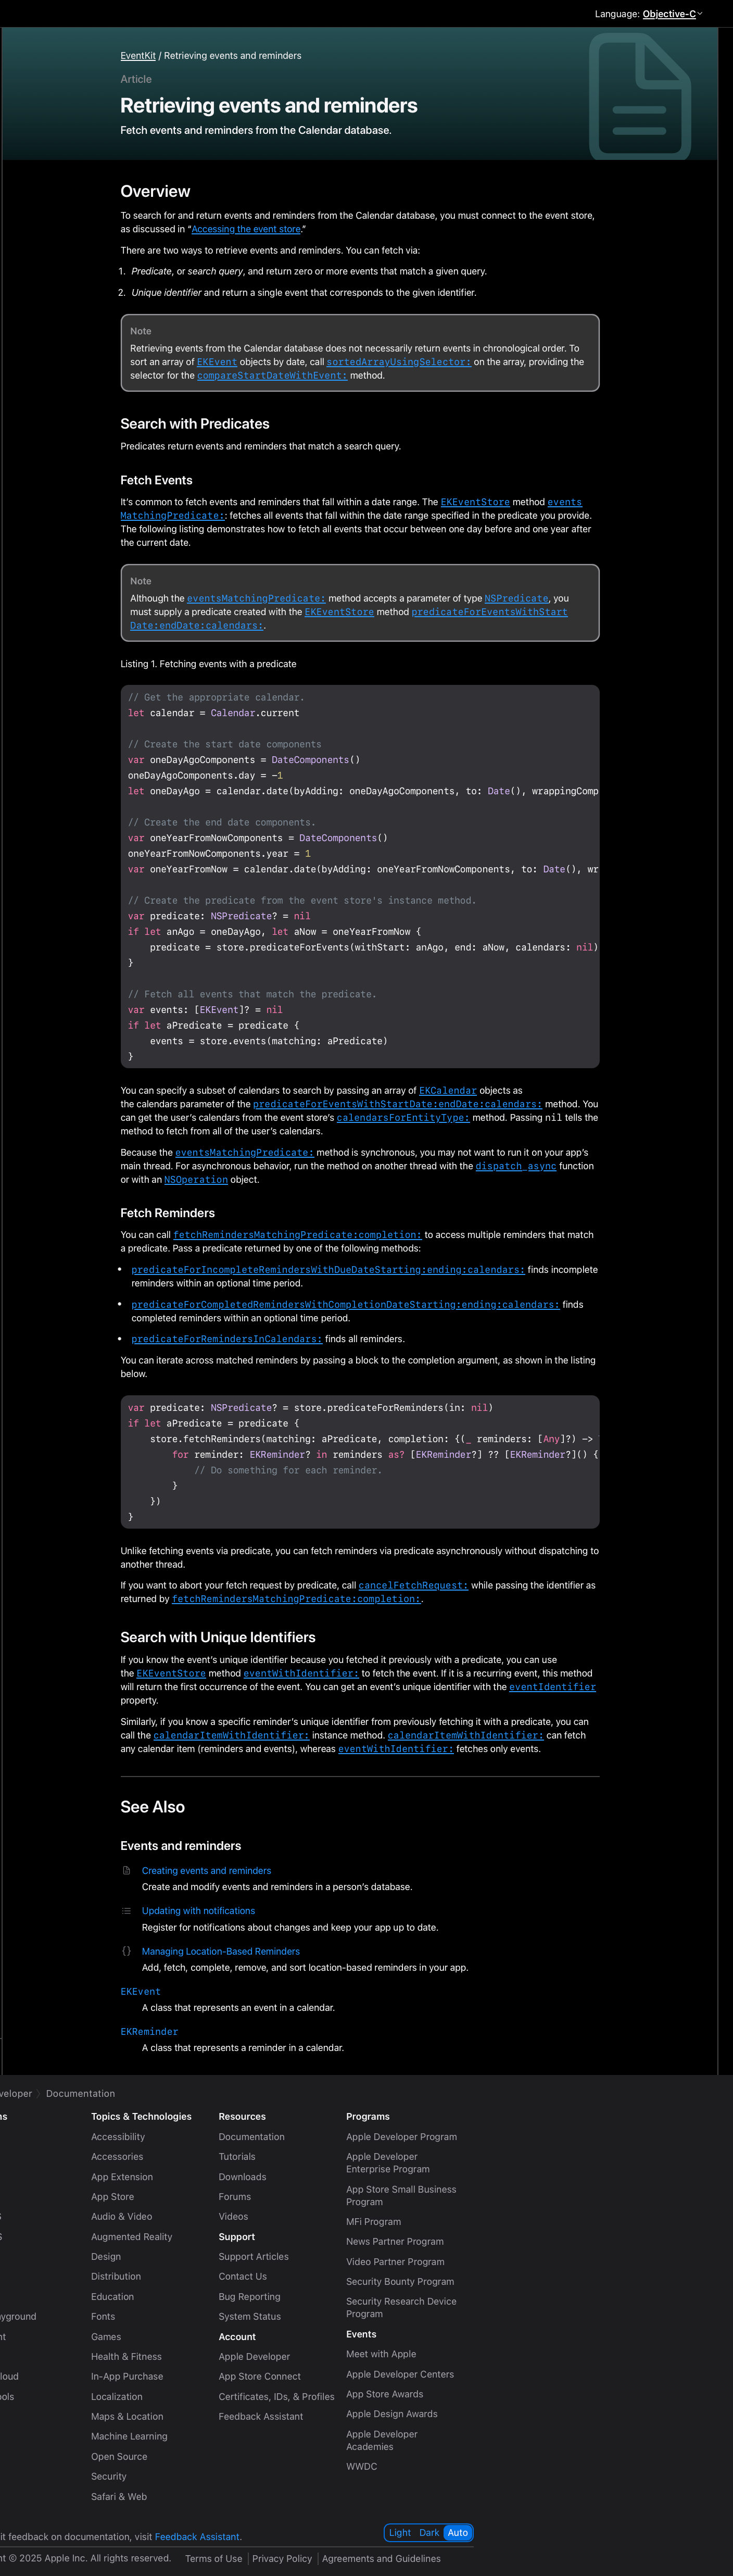 Language: Objective-C
EventKit / Retrieving events and reminders
Article
Retrieving events and reminders
Fetch events and reminders from the Calendar database.
Overview
To search for and return events and reminders from the Calendar database, you must connect to the event store,
as discussed in “Accessing the event store.”
There are two ways to retrieve events and reminders. You can fetch via:
1. Predicate, or search query, and return zero or more events that match a given query.
2. Unique identifier and return a single event that corresponds to the given identifier.
Note
Retrieving events from the Calendar database does not necessarily return events in chronological order. To
sort an array of EKEvent objects by date, call sortedArrayUsingSelector: on the array, providing the
selector for the compareStartDateWithEvent: method.
Search with Predicates
Predicates return events and reminders that match a search query.
Fetch Events
It’s common to fetch events and reminders that fall within a date range. The EKEventStore method events
MatchingPredicate:: fetches all events that fall within the date range specified in the predicate you provide.
The following listing demonstrates how to fetch all events that occur between one day before and one year after
the current date.
Note
Although the eventsMatchingPredicate: method accepts a parameter of type NSPredicate, you
must supply a predicate created with the EKEventStore method predicateForEventsWithStart
Date:endDate:calendars:.
Listing 1. Fetching events with a predicate
// Get the appropriate calendar.
let calendar = Calendar.current
// Create the start date components
var oneDayAgoComponents = DateComponents()
oneDayAgoComponents.day = -1
let oneDayAgo = calendar.date(byAdding: oneDayAgoComponents, to: Date(), wrappingComp
// Create the end date components.
var oneYearFromNowComponents = DateComponents()
oneYearFromNowComponents.year = 1
var oneYearFromNow = calendar.date(byAdding: oneYearFromNowComponents, to: Date(), wr
// Create the predicate from the event store's instance method.
var predicate: NSPredicate? = nil
if let anAgo = oneDayAgo, let aNow = oneYearFromNow {
    predicate = store.predicateForEvents(withStart: anAgo, end: aNow, calendars: nil)
}
// Fetch all events that match the predicate.
var events: [EKEvent]? = nil
if let aPredicate = predicate {
    events = store.events(matching: aPredicate)
}
You can specify a subset of calendars to search by passing an array of EKCalendar objects as
the calendars parameter of the predicateForEventsWithStartDate:endDate:calendars: method. You
can get the user’s calendars from the event store’s calendarsForEntityType: method. Passing nil tells the
method to fetch from all of the user’s calendars.
Because the eventsMatchingPredicate: method is synchronous, you may not want to run it on your app’s
main thread. For asynchronous behavior, run the method on another thread with the dispatch_async function
or with an NSOperation object.
Fetch Reminders
You can call fetchRemindersMatchingPredicate:completion: to access multiple reminders that match
a predicate. Pass a predicate returned by one of the following methods:
• predicateForIncompleteRemindersWithDueDateStarting:ending:calendars: finds incomplete
reminders within an optional time period.
• predicateForCompletedRemindersWithCompletionDateStarting:ending:calendars: finds
completed reminders within an optional time period.
• predicateForRemindersInCalendars: finds all reminders.
You can iterate across matched reminders by passing a block to the completion argument, as shown in the listing
below.
var predicate: NSPredicate? = store.predicateForReminders(in: nil)
if let aPredicate = predicate {
    store.fetchReminders(matching: aPredicate, completion: {(_ reminders: [Any]?) ->
        for reminder: EKReminder? in reminders as? [EKReminder?] ?? [EKReminder?]() {
            // Do something for each reminder.
        }
    })
}
Unlike fetching events via predicate, you can fetch reminders via predicate asynchronously without dispatching to
another thread.
If you want to abort your fetch request by predicate, call cancelFetchRequest: while passing the identifier as
returned by fetchRemindersMatchingPredicate:completion:.
Search with Unique Identifiers
If you know the event’s unique identifier because you fetched it previously with a predicate, you can use
the EKEventStore method eventWithIdentifier: to fetch the event. If it is a recurring event, this method
will return the first occurrence of the event. You can get an event’s unique identifier with the eventIdentifier
property.
Similarly, if you know a specific reminder’s unique identifier from previously fetching it with a predicate, you can
call the calendarItemWithIdentifier: instance method. calendarItemWithIdentifier: can fetch
any calendar item (reminders and events), whereas eventWithIdentifier: fetches only events.
See Also
Events and reminders
Creating events and reminders
Create and modify events and reminders in a person’s database.
Updating with notifications
Register for notifications about changes and keep your app up to date.
{} Managing Location-Based Reminders
Add, fetch, complete, remove, and sort location-based reminders in your app.
EKEvent
A class that represents an event in a calendar.
EKReminder
A class that represents a reminder in a calendar.
veloper Documentation
ns
S
S
yground
nt
loud
ools
Topics & Technologies
Accessibility
Accessories
App Extension
App Store
Audio & Video
Augmented Reality
Design
Distribution
Education
Fonts
Games
Health & Fitness
In-App Purchase
Localization
Maps & Location
Machine Learning
Open Source
Security
Safari & Web
Resources
Documentation
Tutorials
Downloads
Forums
Videos
Support
Support Articles
Contact Us
Bug Reporting
System Status
Account
Apple Developer
App Store Connect
Certificates, IDs, & Profiles
Feedback Assistant
Programs
Apple Developer Program
Apple Developer
Enterprise Program
App Store Small Business
Program
MFi Program
News Partner Program
Video Partner Program
Security Bounty Program
Security Research Device
Program
Events
Meet with Apple
Apple Developer Centers
App Store Awards
Apple Design Awards
Apple Developer
Academies
WWDC
it feedback on documentation, visit Feedback Assistant.
Light Dark Auto
nt © 2025 Apple Inc. All rights reserved. Terms of Use Privacy Policy Agreements and Guidelines